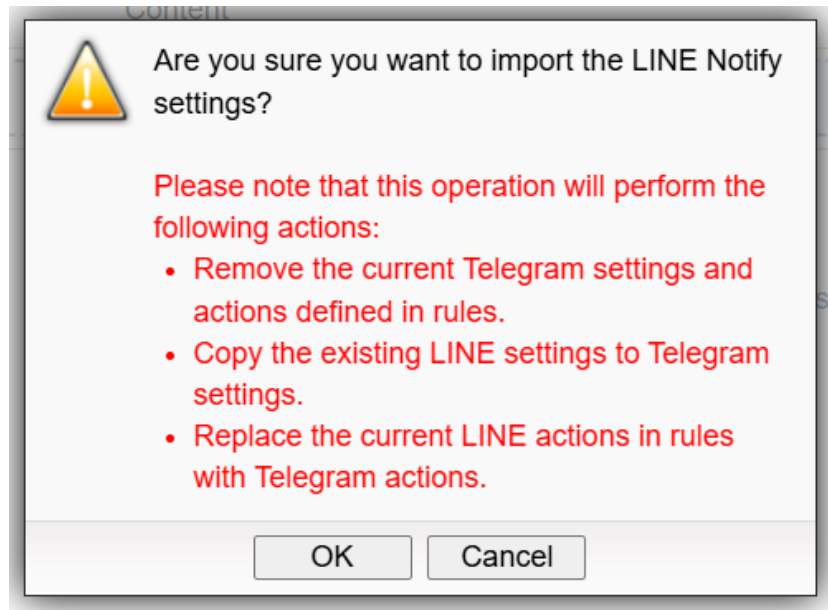 Content
Are you sure you want to import the LINE Notify
settings?
Please note that this operation will perform the
following actions:
• Remove the current Telegram settings and
actions defined in rules.
• Copy the existing LINE settings to Telegram
settings.
• Replace the current LINE actions in rules
with Telegram actions.
OK Cancel